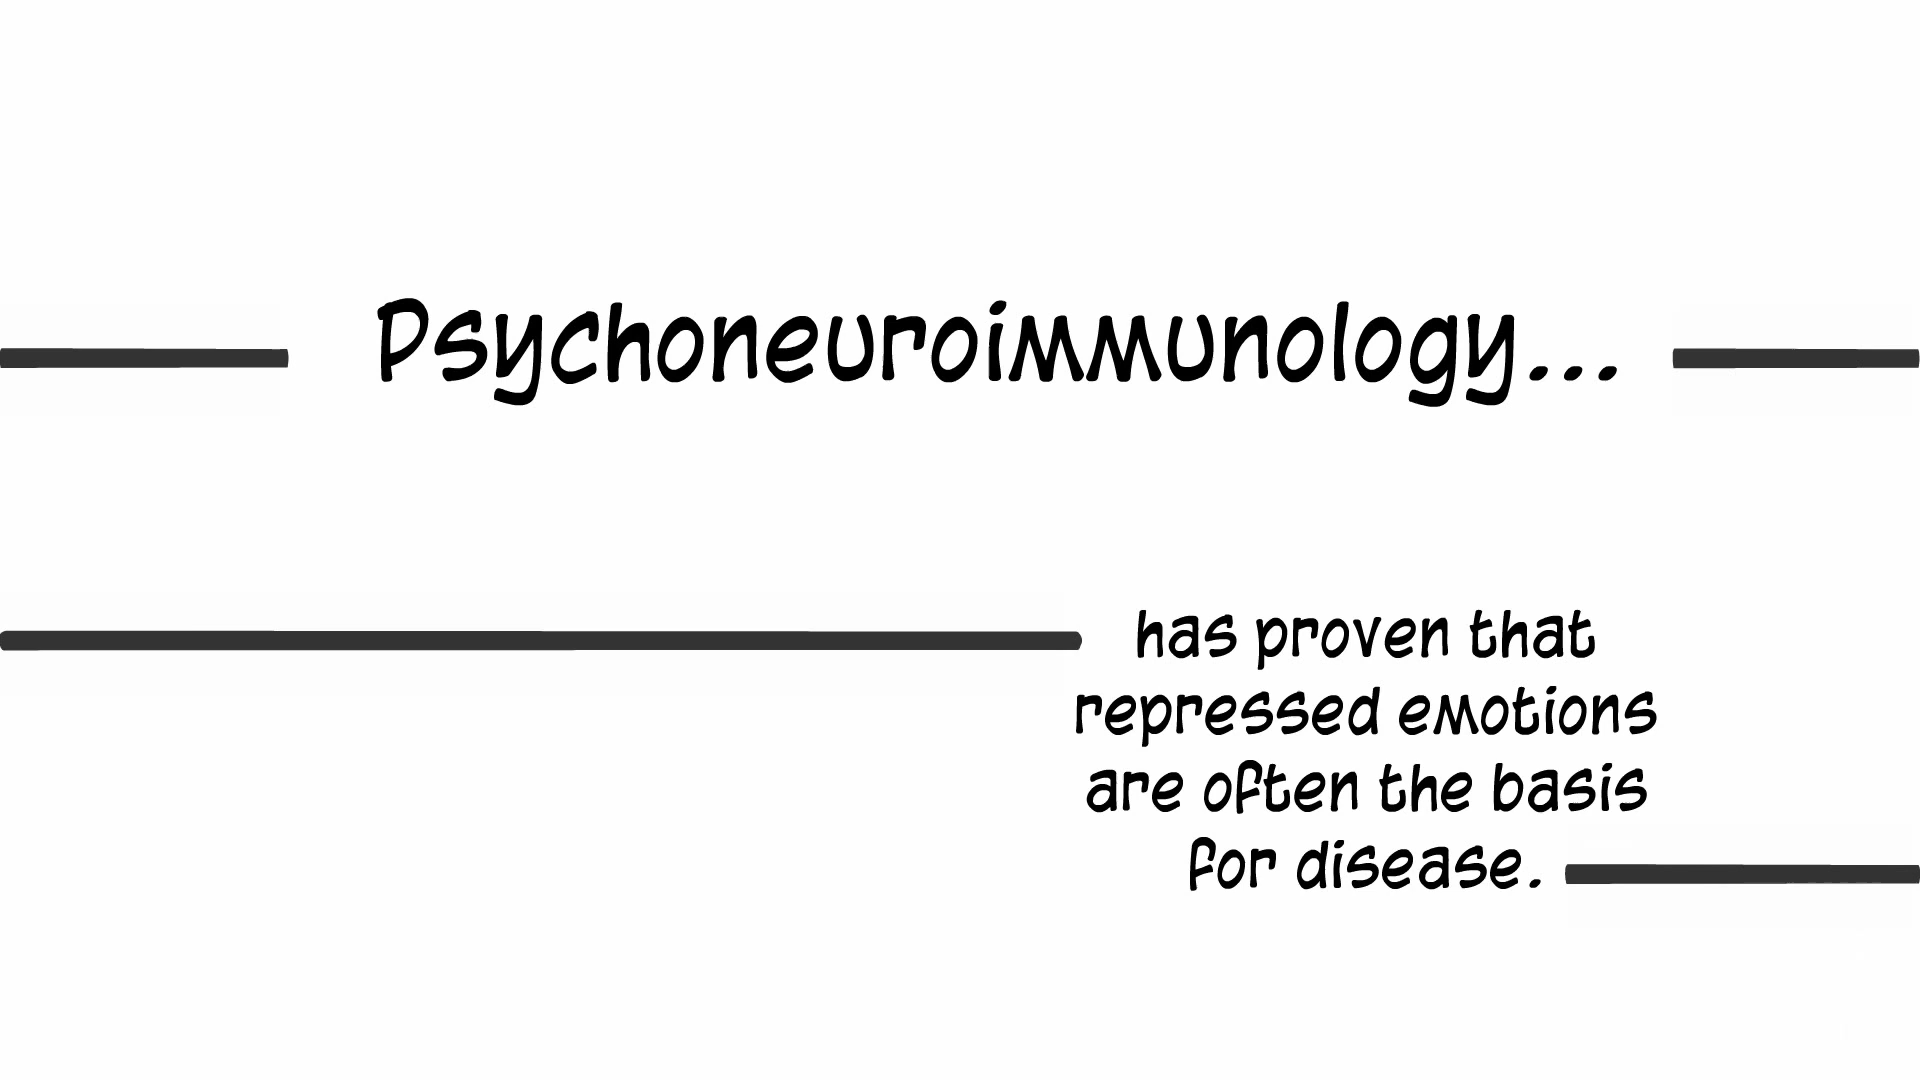 Psychoneuroimmunology...
has proven that
repressed emotions
are often the basis
for disease.